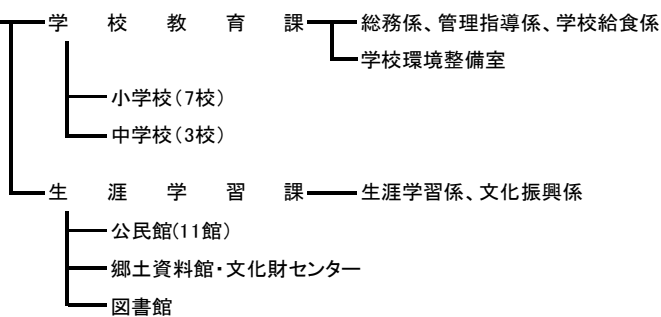 学校教育課 総務係、管理指導係、学校給食係
学校環境整備室
小学校（7校）
中学校（3校）
生涯学習課 生涯学習係、文化振興係
公民館(11館）
郷土資料館・文化財センター
図書館